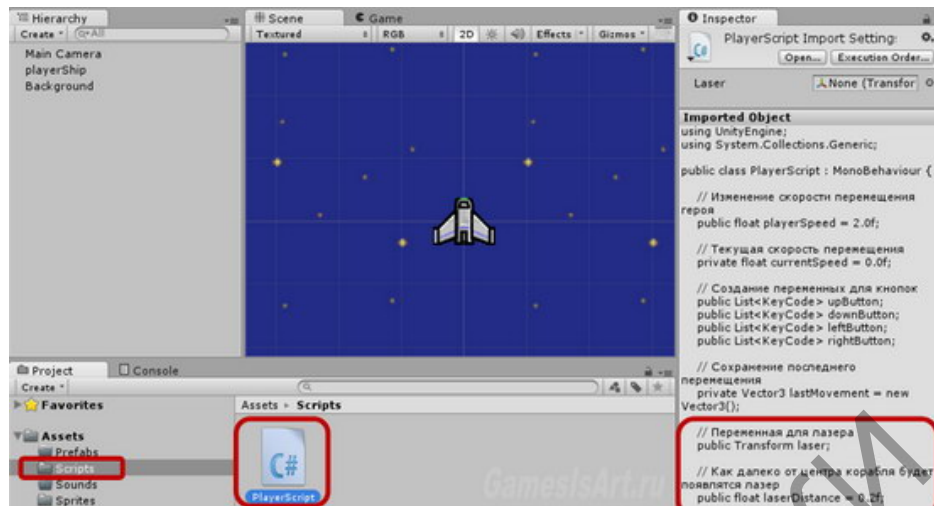 Hierarchy
Create
All
Main Camera
playerShip
Background
Scene
Game
Textured
RGB
2D
Effects
Gizmos
Inspector
PlayerScript Import Setting:
Open...
Execution Order...
Laser
None (Transfor
Imported Object
using UnityEngine;
using System.Collections.Generic;
public class PlayerScript : MonoBehaviour {
// Изменение скорости перемещения
героя
public float playerSpeed = 2.0f;
// Текущая скорость перемещения
private float currentSpeed = 0.0f;
// Создание переменных для кнопок
public List<KeyCode> upButton;
public List<KeyCode> downButton;
public List<KeyCode> leftButton;
public List<KeyCode> rightButton;
// Сохранение последнего
перемещения
private Vector3 lastMovement = new
Vector3();
// Переменная для лазера
public Transform laser;
// Как далеко от центра корабля будет
появлятся лазер
public float laserDistance = 0.2f;
Project
Console
Create
Favorites
Assets
Prefabs
Scripts
Sounds
Sprites
Assets
Scripts
C#
PlayerScript
GamesIsArt.ru